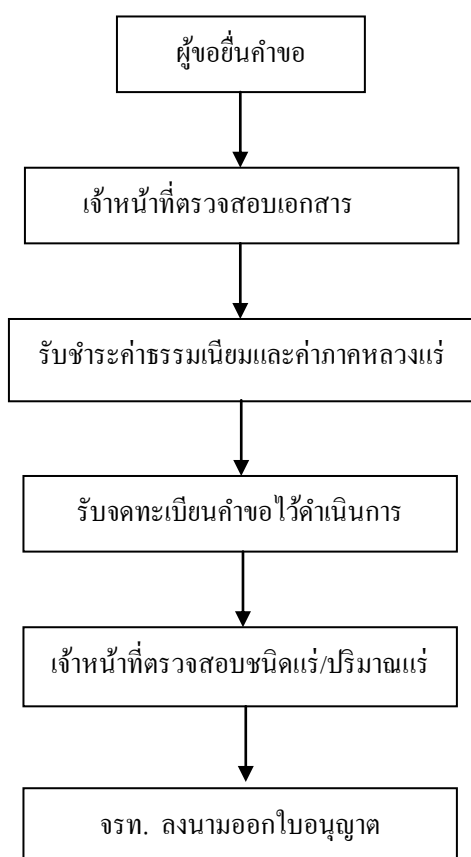 ผู้ขอยื่นคำขอ
เจ้าหน้าที่ตรวจสอบเอกสาร
รับชำระค่าธรรมเนียมและค่าภาคหลวงแร่
รับจดทะเบียนคำขอไว้ดำเนินการ
เจ้าหน้าที่ตรวจสอบชนิดแร่/ปริมาณแร่
จรท. ลงนามออกใบอนุญาต